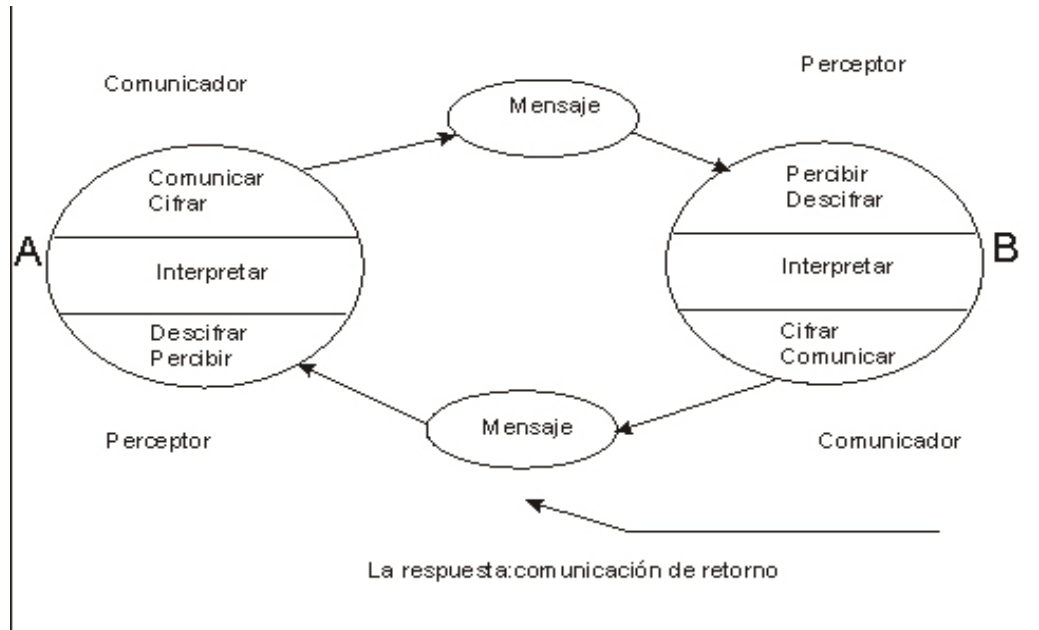 Comunicador
Perceptor
Mensaje
Comunicar
Cifrar
Percibir
Descifrar
A
Interpretar
Interpretar
B
Descifrar
Percibir
Cifrar
Comunicar
Perceptor
Mensaje
Comunicador
La respuesta:comunicación de retorno